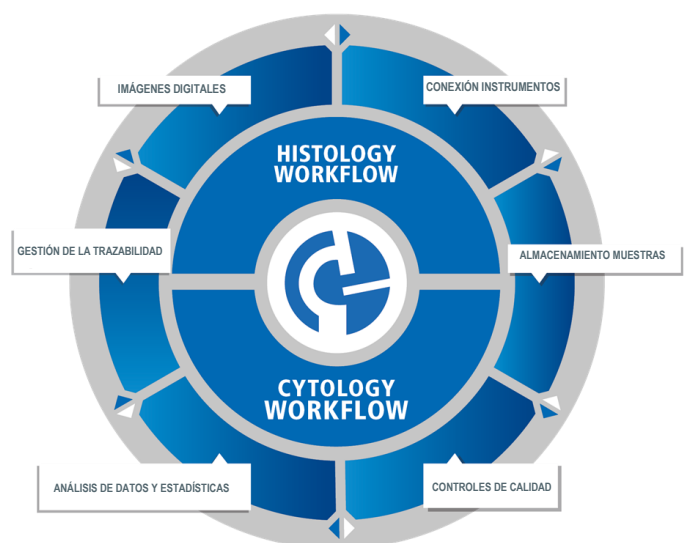 IMÁGENES DIGITALES
CONEXIÓN INSTRUMENTOS
HISTOLOGY
WORKFLOW
GESTIÓN DE LA TRAZABILIDAD
ALMACENAMIENTO MUESTRAS
CYTOLOGY
WORKFLOW
ANÁLISIS DE DATOS Y ESTADÍSTICAS
CONTROLES DE CALIDAD